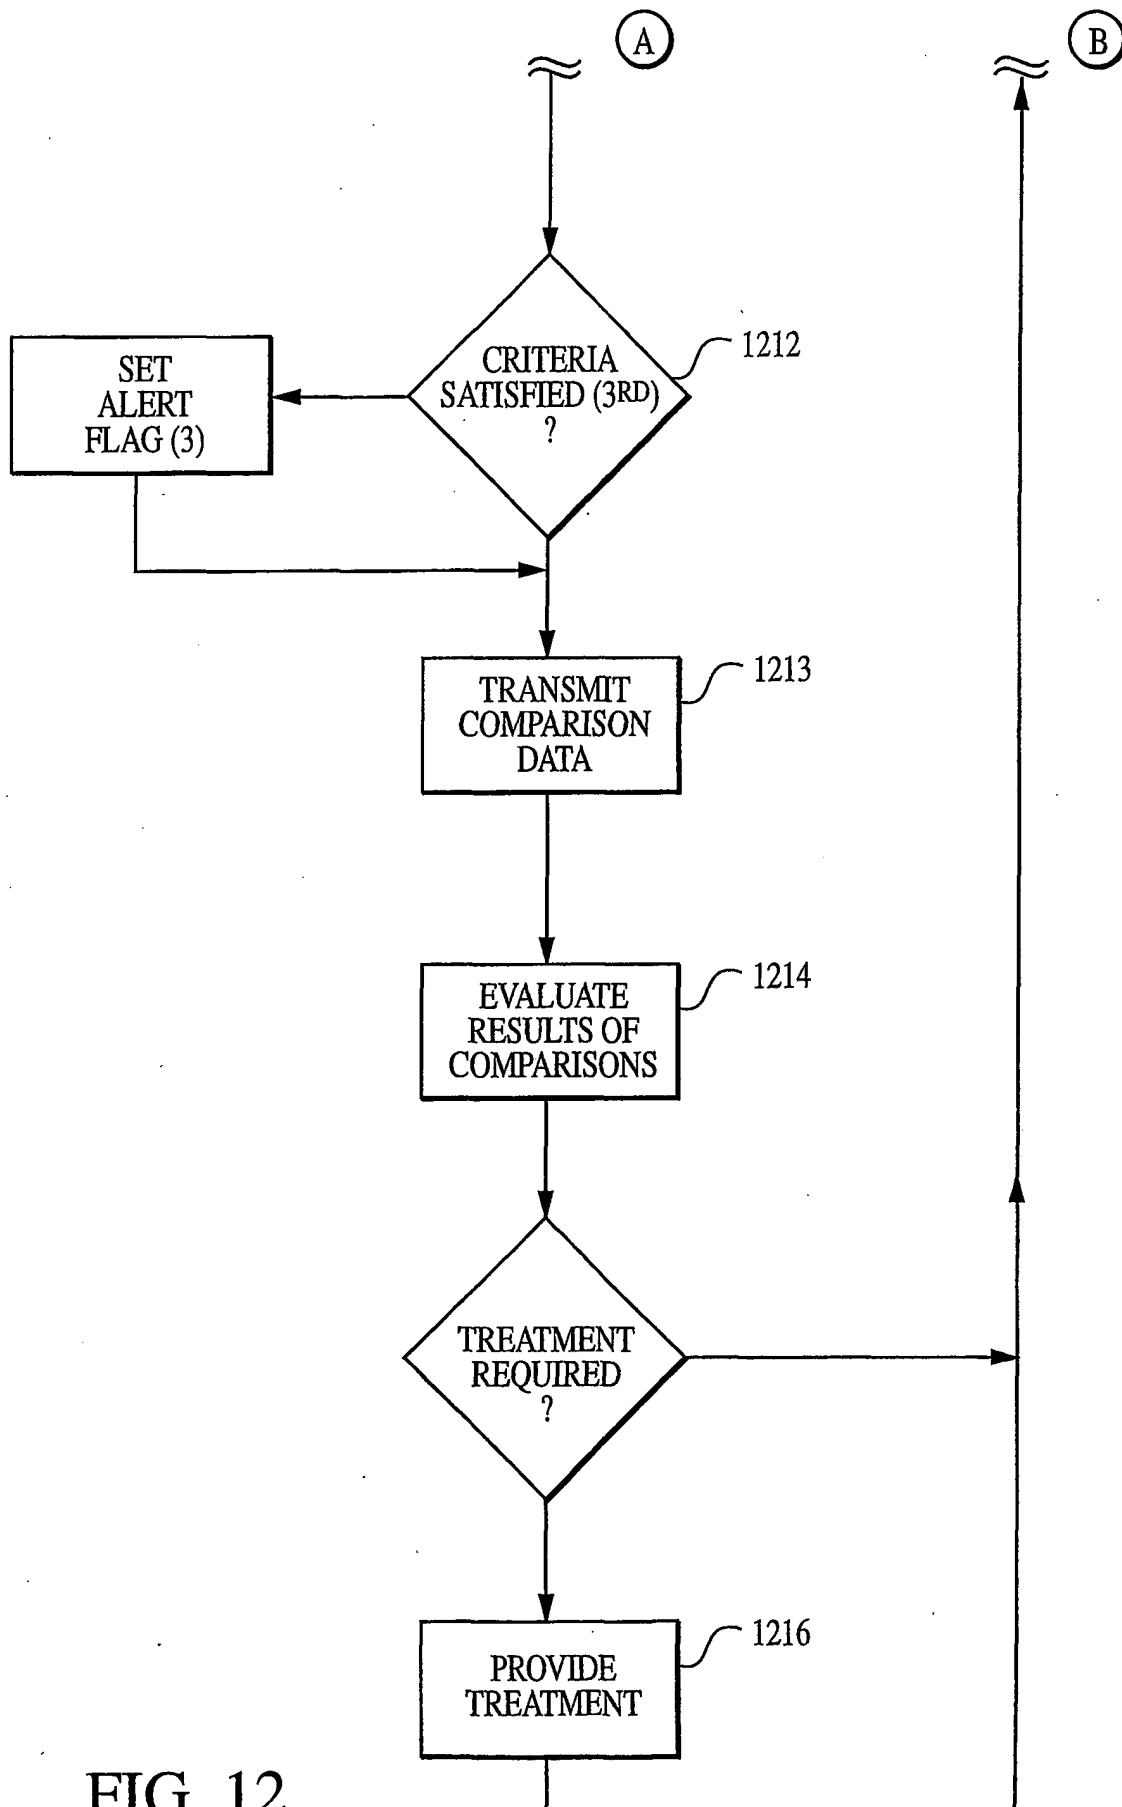 A
B
CRITERIA
SATISFIED (3RD)
?
1212
SET
ALERT
FLAG (3)
TRANSMIT
COMPARISON
DATA
1213
EVALUATE
RESULTS OF
COMPARISONS
1214
TREATMENT
REQUIRED
?
PROVIDE
TREATMENT
1216
FIG. 12